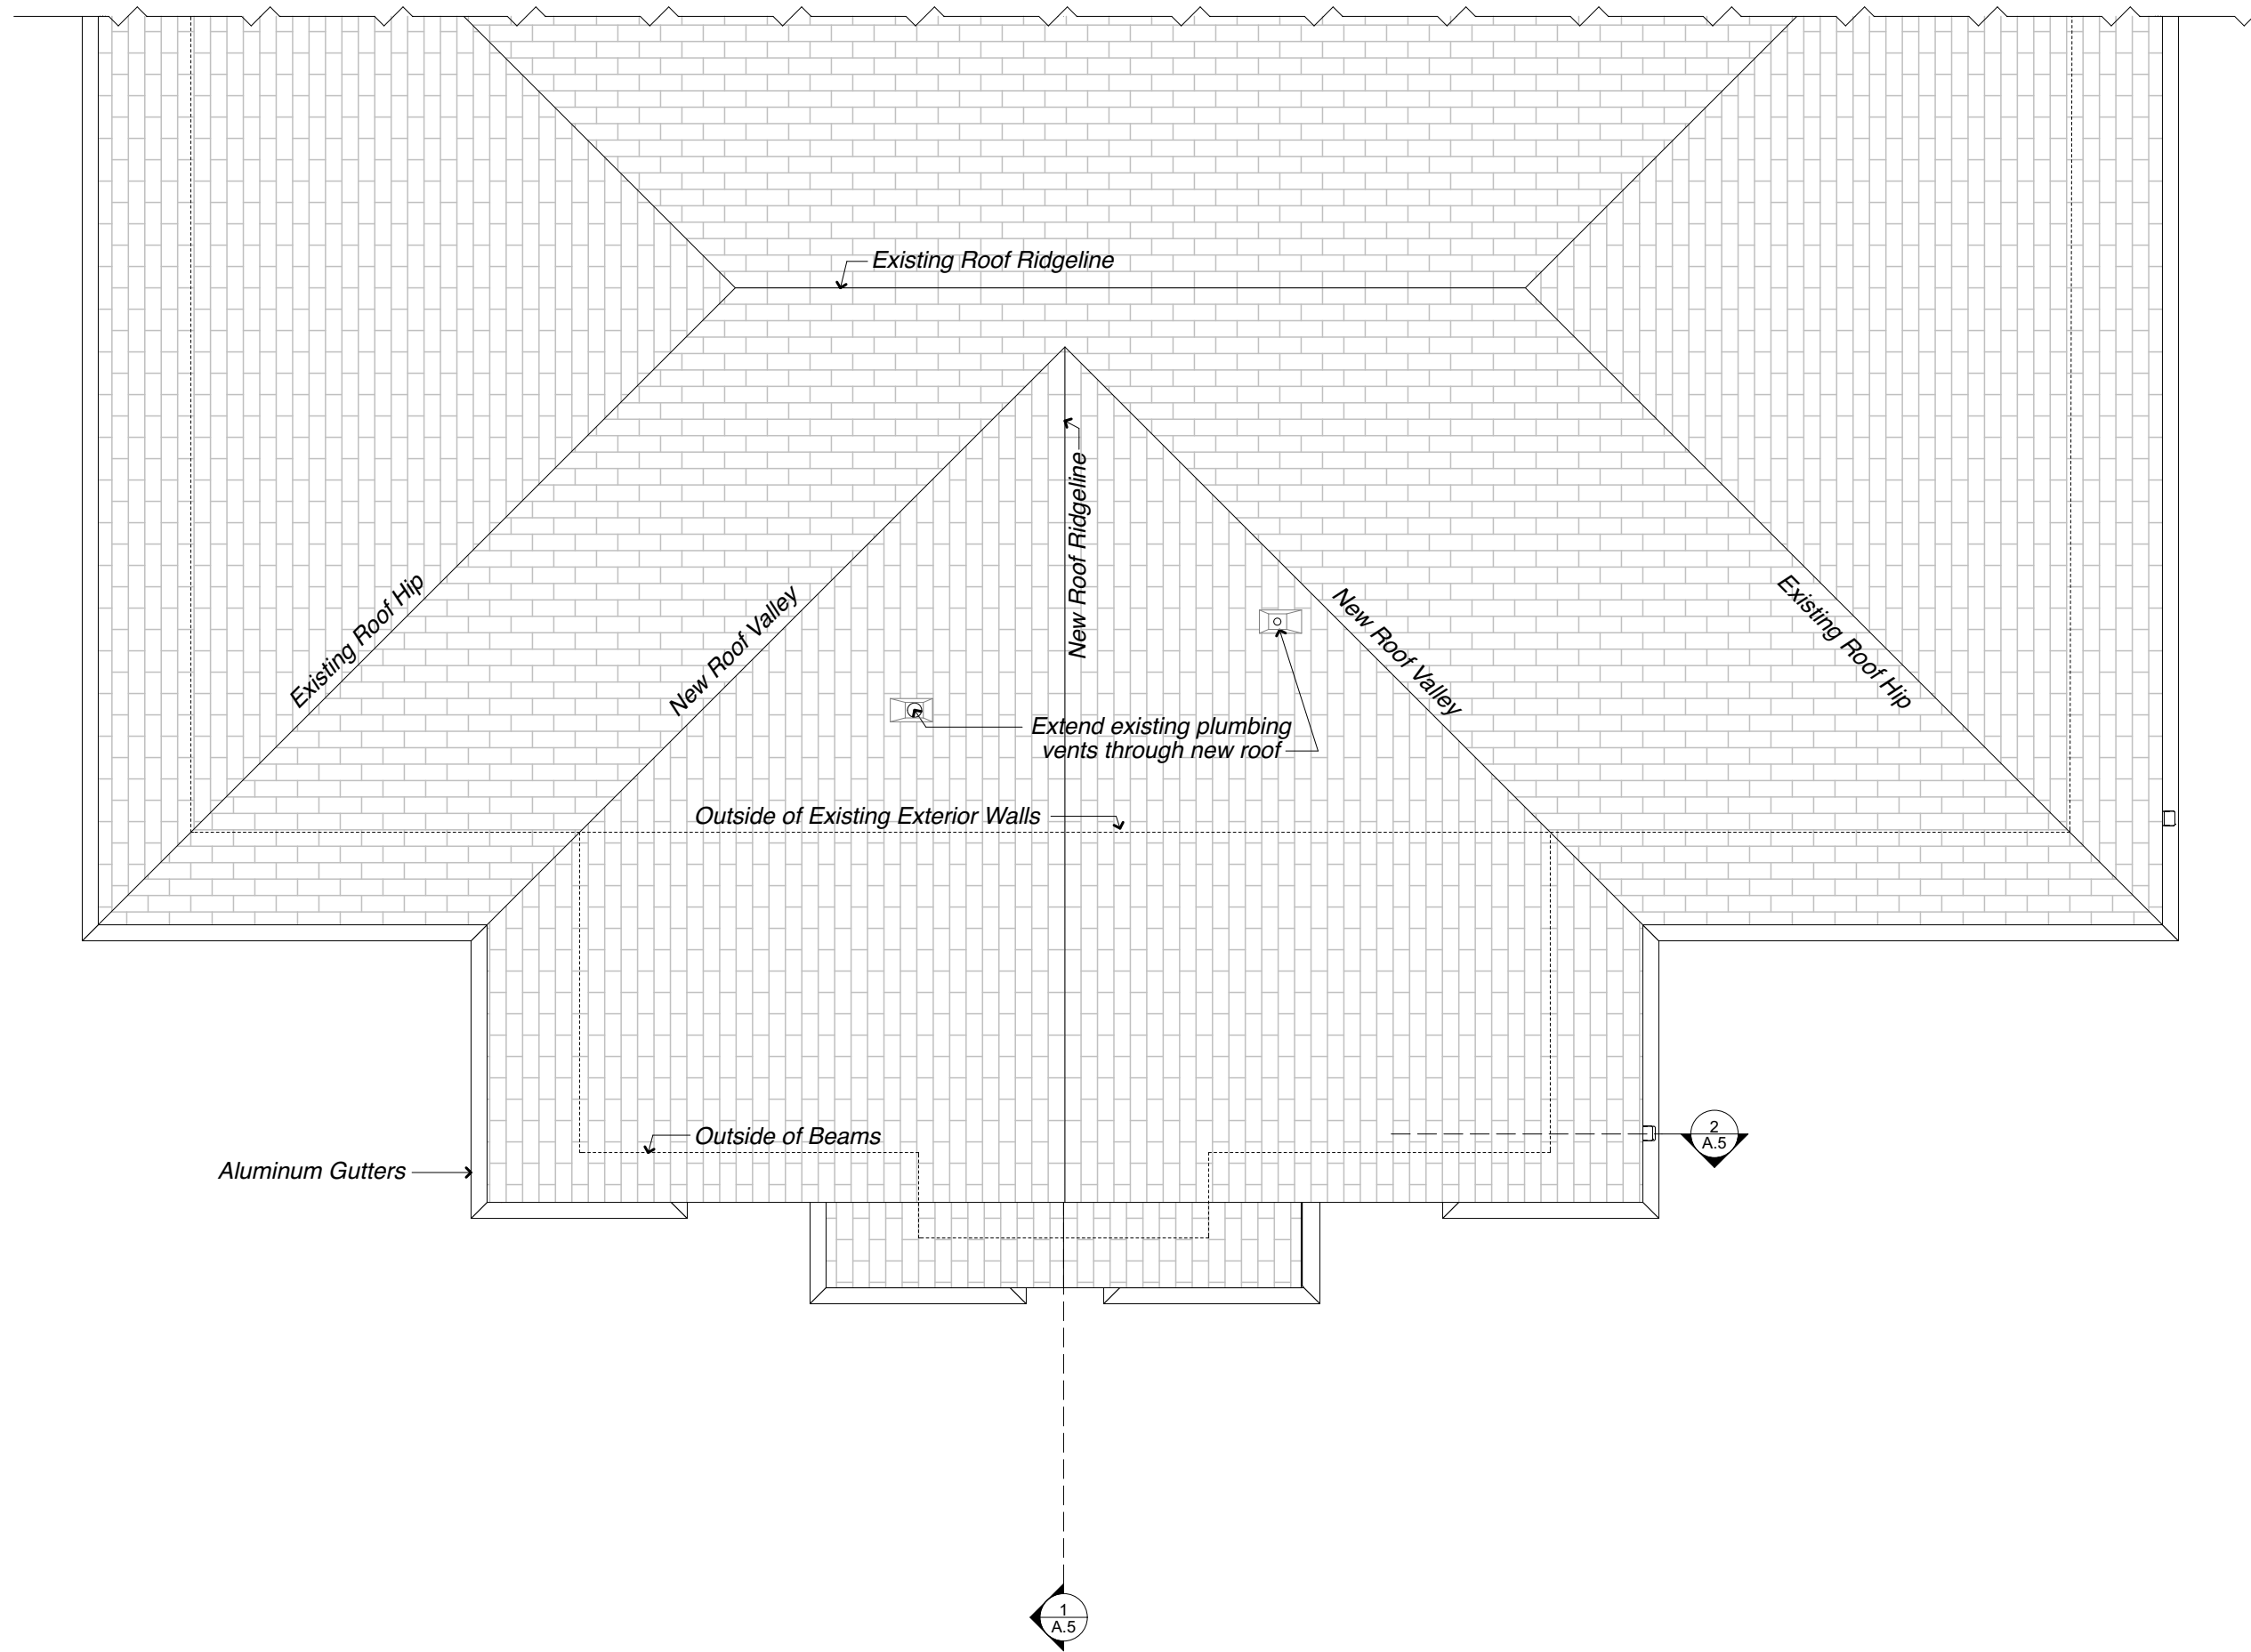 Existing Roof Ridgeline
New Roof Ridgeline
Existing Roof Hip
New Roof Valley
New Roof Valley
Existing Roof Hip
Extend existing plumbing
vents through new roof
Outside of Existing Exterior Walls
Outside of Beams
Aluminum Gutters
2
A.5
1
A.5